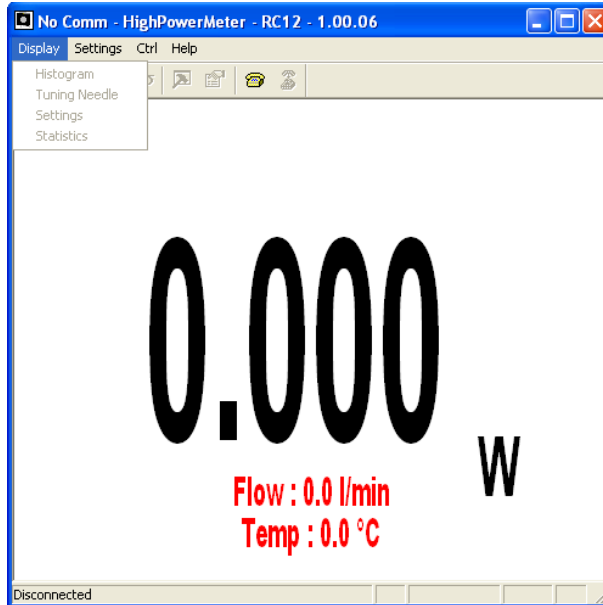 No Comm - HighPowerMeter - RC12 - 1.00.06
Display Settings Ctrl Help
Histogram
Tuning Needle
Settings
Statistics
0.000
W
Flow : 0.0 l/min
Temp : 0.0 °C
Disconnected